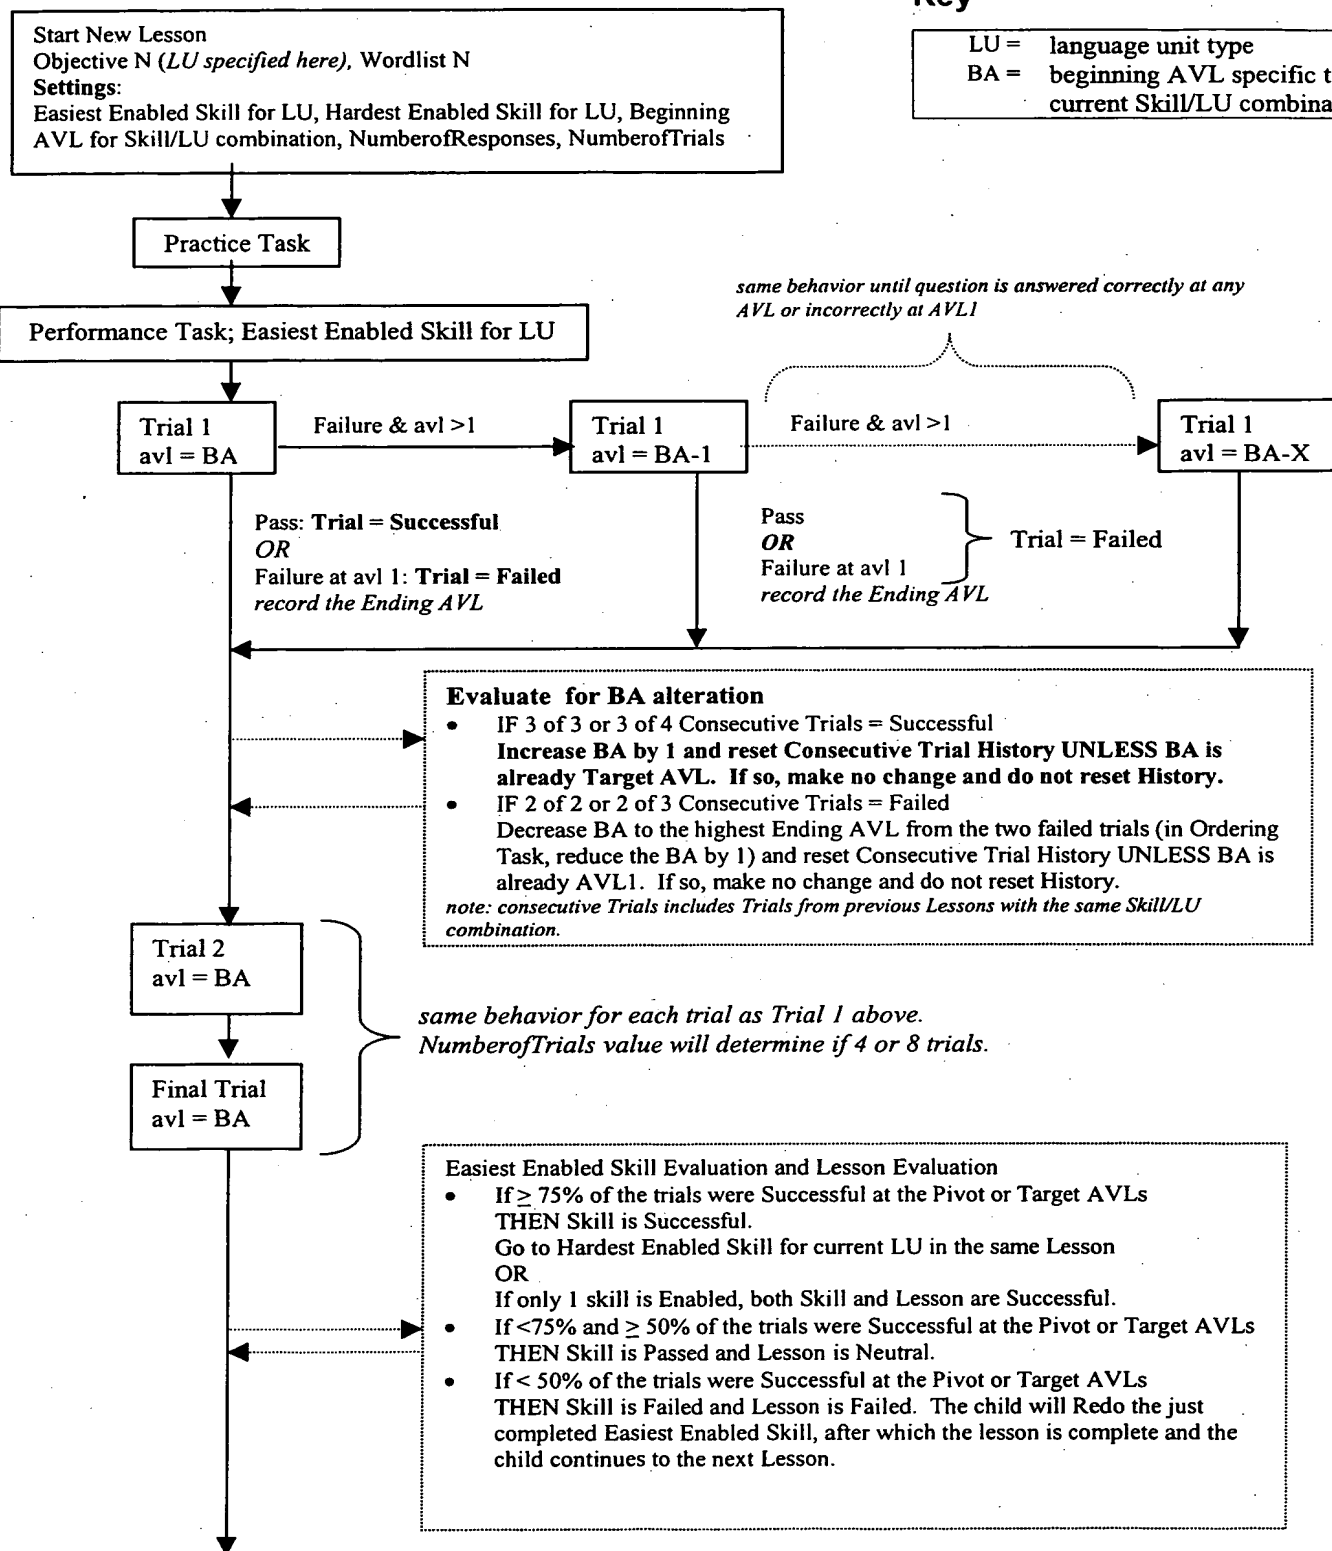 Key
LU = language unit type
BA = beginning AVL specific t
current Skill/LU combina
Start New Lesson
Objective N (LU specified here), Wordlist N
Settings:
Easiest Enabled Skill for LU, Hardest Enabled Skill for LU, Beginning
AVL for Skill/LU combination, NumberofResponses, NumberofTrials
Practice Task
Performance Task; Easiest Enabled Skill for LU
same behavior until question is answered correctly at any
AVL or incorrectly at AVL1
Trial 1
avl = BA
Failure & avl >1
Trial 1
avl = BA-1
Failure & avl >1
Trial 1
avl = BA-X
Pass: Trial = Successful
OR
Failure at avl 1: Trial = Failed
record the Ending AVL
Pass
OR
Failure at avl 1
record the Ending AVL
Trial = Failed
Evaluate for BA alteration
• IF 3 of 3 or 3 of 4 Consecutive Trials = Successful
Increase BA by 1 and reset Consecutive Trial History UNLESS BA is
already Target AVL. If so, make no change and do not reset History.
• IF 2 of 2 or 2 of 3 Consecutive Trials = Failed
Decrease BA to the highest Ending AVL from the two failed trials (in Ordering
Task, reduce the BA by 1) and reset Consecutive Trial History UNLESS BA is
already AVL1. If so, make no change and do not reset History.
note: consecutive Trials includes Trials from previous Lessons with the same Skill/LU
combination.
Trial 2
avl = BA
same behavior for each trial as Trial 1 above.
NumberofTrials value will determine if 4 or 8 trials.
Final Trial
avl = BA
Easiest Enabled Skill Evaluation and Lesson Evaluation
• If ≥ 75% of the trials were Successful at the Pivot or Target AVLs
THEN Skill is Successful.
Go to Hardest Enabled Skill for current LU in the same Lesson
OR
If only 1 skill is Enabled, both Skill and Lesson are Successful.
• If <75% and ≥ 50% of the trials were Successful at the Pivot or Target AVLs
THEN Skill is Passed and Lesson is Neutral.
• If < 50% of the trials were Successful at the Pivot or Target AVLs
THEN Skill is Failed and Lesson is Failed. The child will Redo the just
completed Easiest Enabled Skill, after which the lesson is complete and the
child continues to the next Lesson.